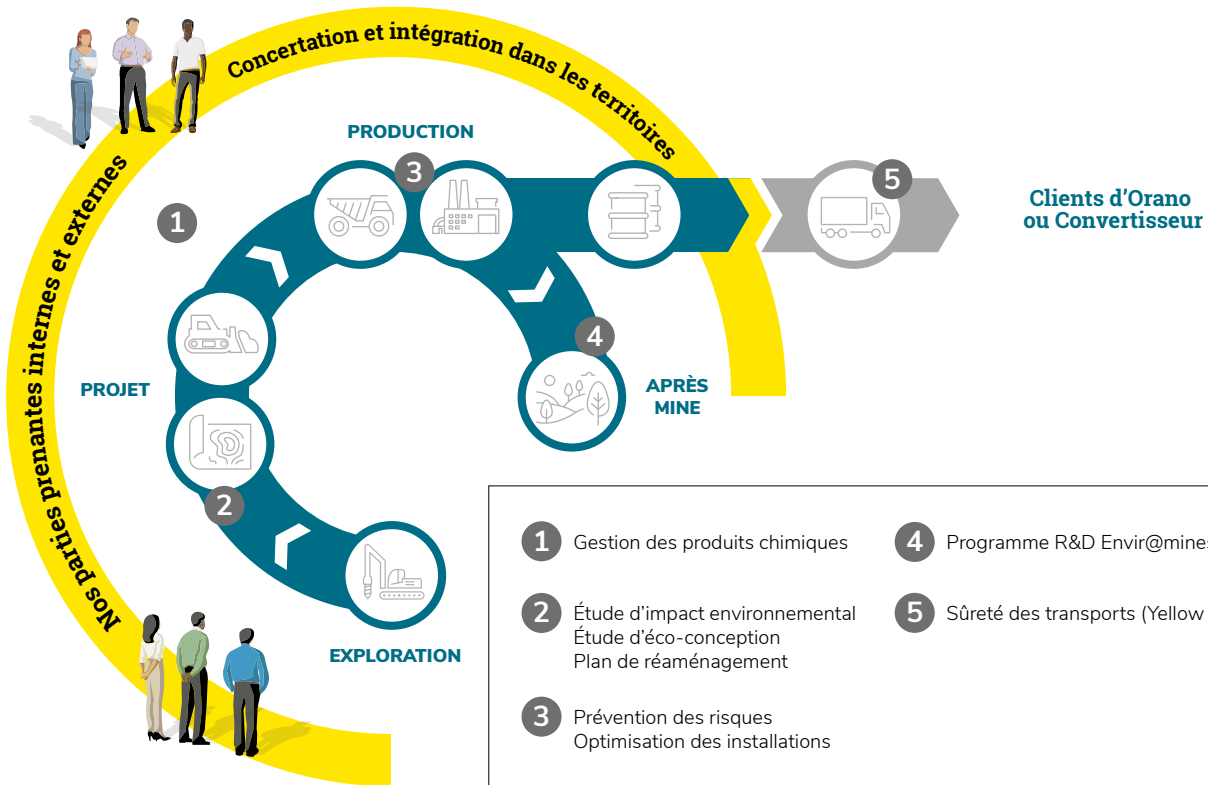 Concertation et intégration dans les territoires
Nos parties prenantes internes et externes
PRODUCTION
3
1
5
Clients d'Orano
ou Convertisseur
4
PROJET
APRÈS
MINE
2
EXPLORATION
1 Gestion des produits chimiques
2 Étude d'impact environnemental
Étude d'éco-conception
Plan de réaménagement
3 Prévention des risques
Optimisation des installations
4 Programme R&D Envir@mines
5 Sûreté des transports (Yellow